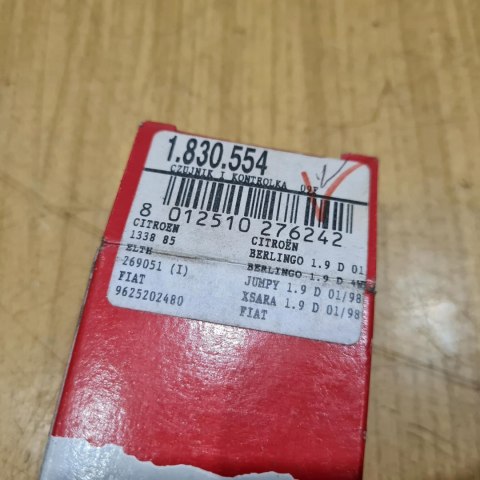 1.830.554
CZUJNIK I KONTROLKA
8 012510 276242
CITROEN
1338 85
ELTH
269051 (I)
FIAT
9625202480
CITROËN
BERLINGO 1.9 D 01
BERLINGO 1.9 D 4W
JUMPY 1.9 D 01/98
XSARA 1.9 D 01/98
FIAT